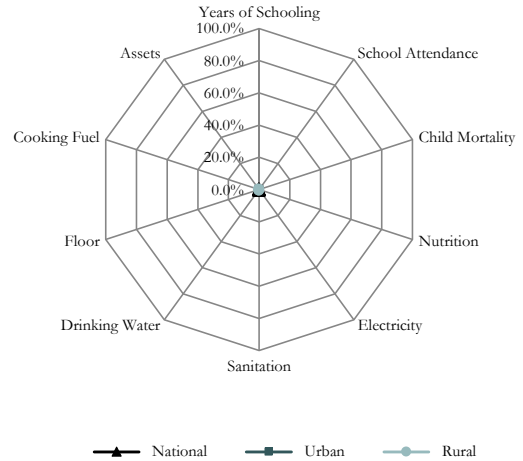 Years of Schooling
100.0%
Assets
School Attendance
80.0%
60.0%
Cooking Fuel
40.0%
Child Mortality
20.0%
0.0%
Floor
Nutrition
Drinking Water
Electricity
Sanitation
National Urban Rural